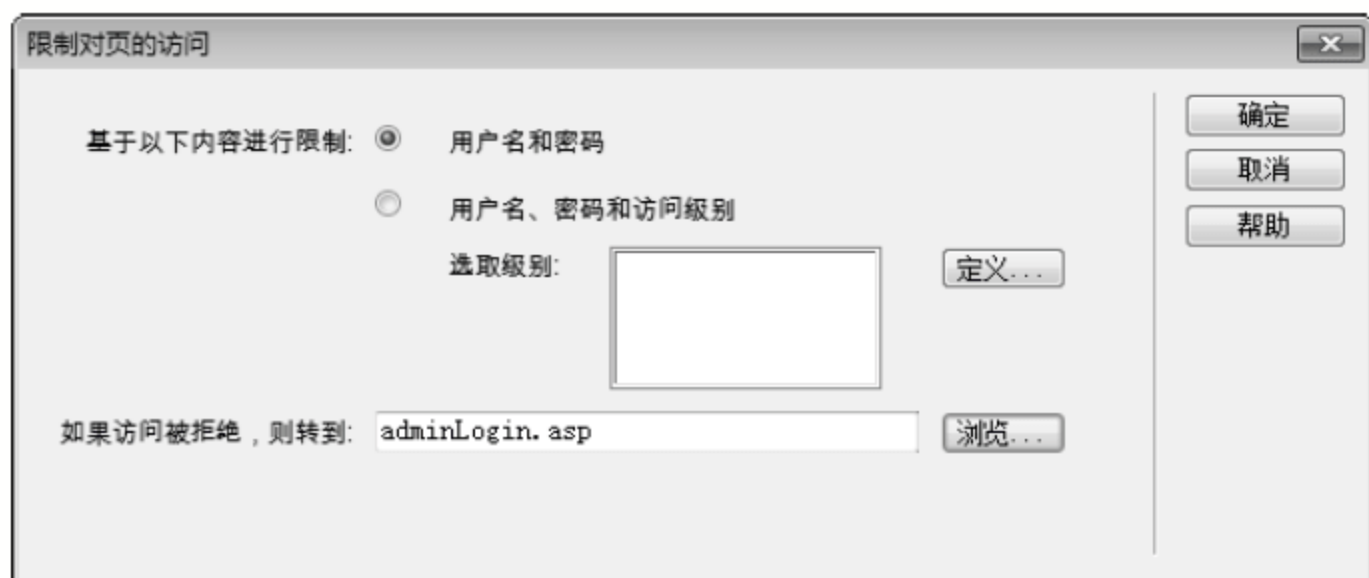 限制对页的访问
基于以下内容进行限制: 用户名和密码
用户名、密码和访问级别
选取级别:
定义...
如果访问被拒绝，则转到: adminLogin.asp
浏览...
确定
取消
帮助